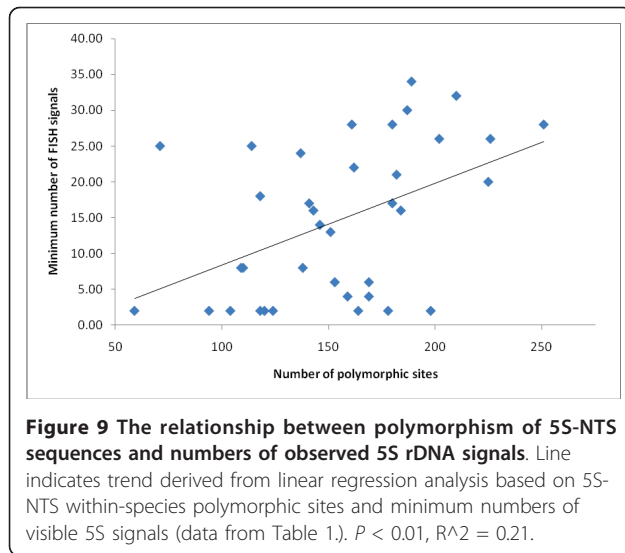 40.00
35.00
30.00
25.00
20.00
15.00
10.00
5.00
0.00
Minimum number of FISH signals
50 100 150 200 250
Number of polymorphic sites
Figure 9 The relationship between polymorphism of 5S-NTS
sequences and numbers of observed 5S rDNA signals. Line
indicates trend derived from linear regression analysis based on 5S-
NTS within-species polymorphic sites and minimum numbers of
visible 5S signals (data from Table 1.). P < 0.01, R^2 = 0.21.